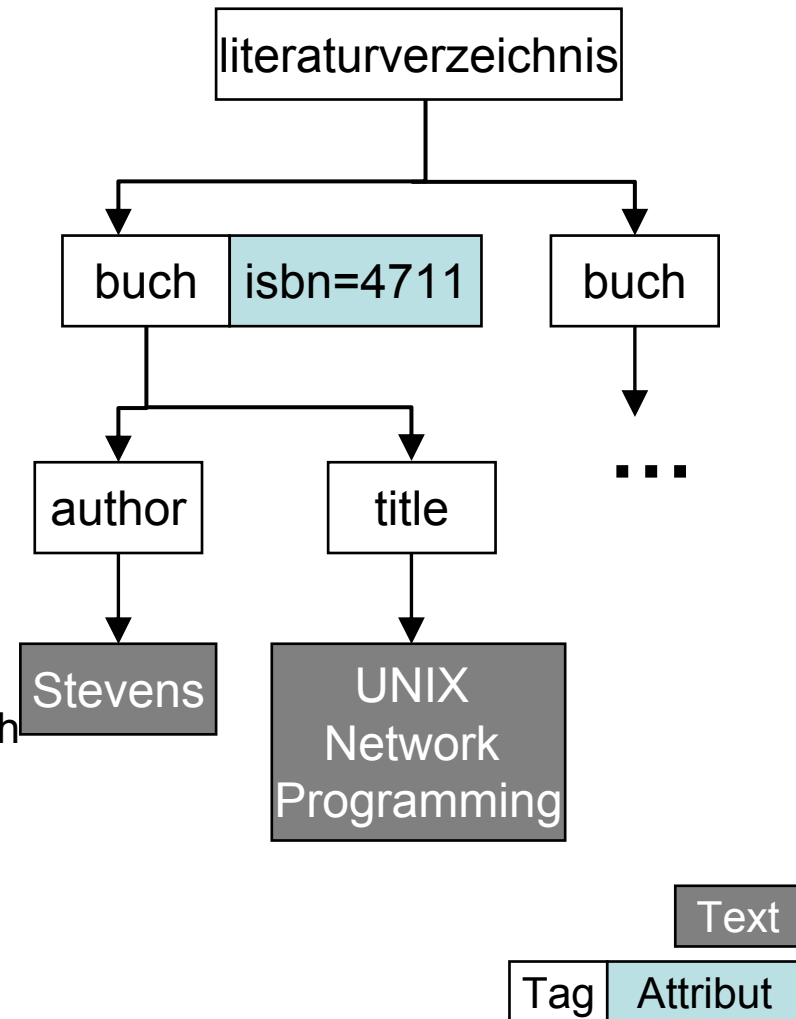 literaturverzeichnis
buch isbn=4711 buch
...
author title
Stevens
h
UNIX
Network
Programming
Text
Tag Attribut